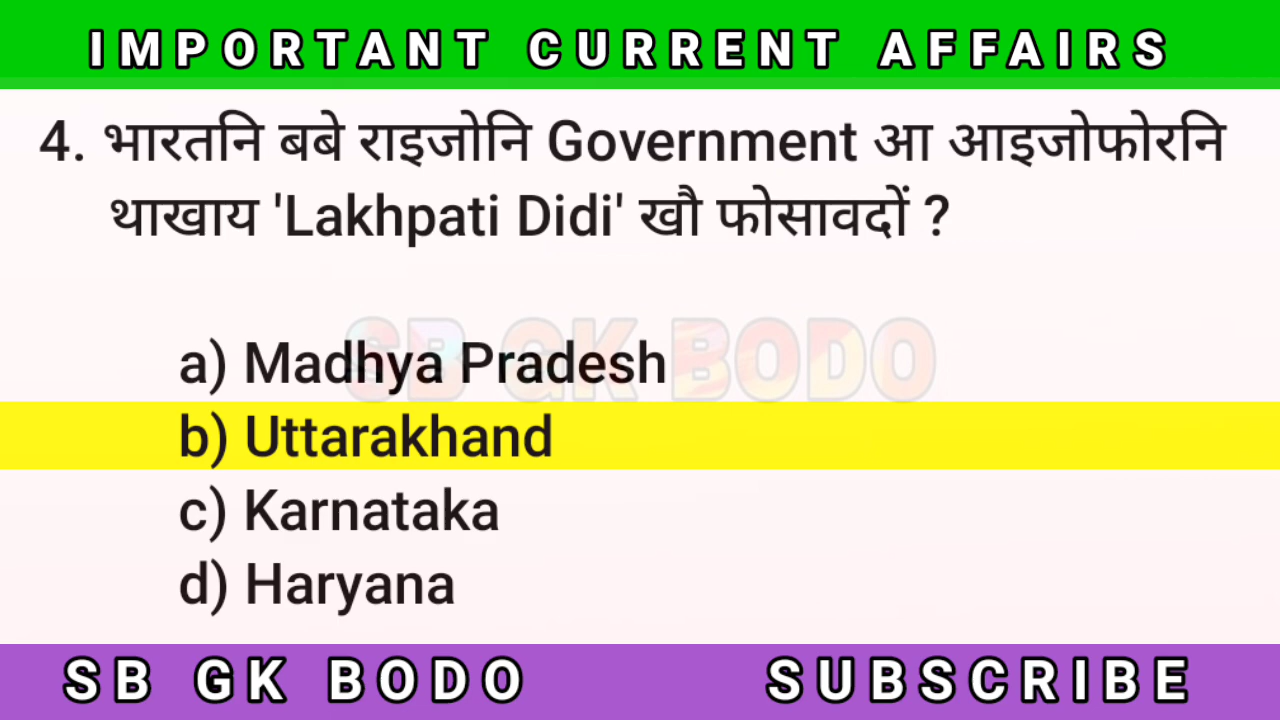 IMPORTANT CURRENT AFFAIRS
4. भारतनि बबे राइजोनि Government आ आइजोफोरनि
थाखाय 'Lakhpati Didi' खौ फोसावदों ?
SB GK BODO
a) Madhya Pradesh
b) Uttarakhand
c) Karnataka
d) Haryana
SB GK BODO SUBSCRIBE